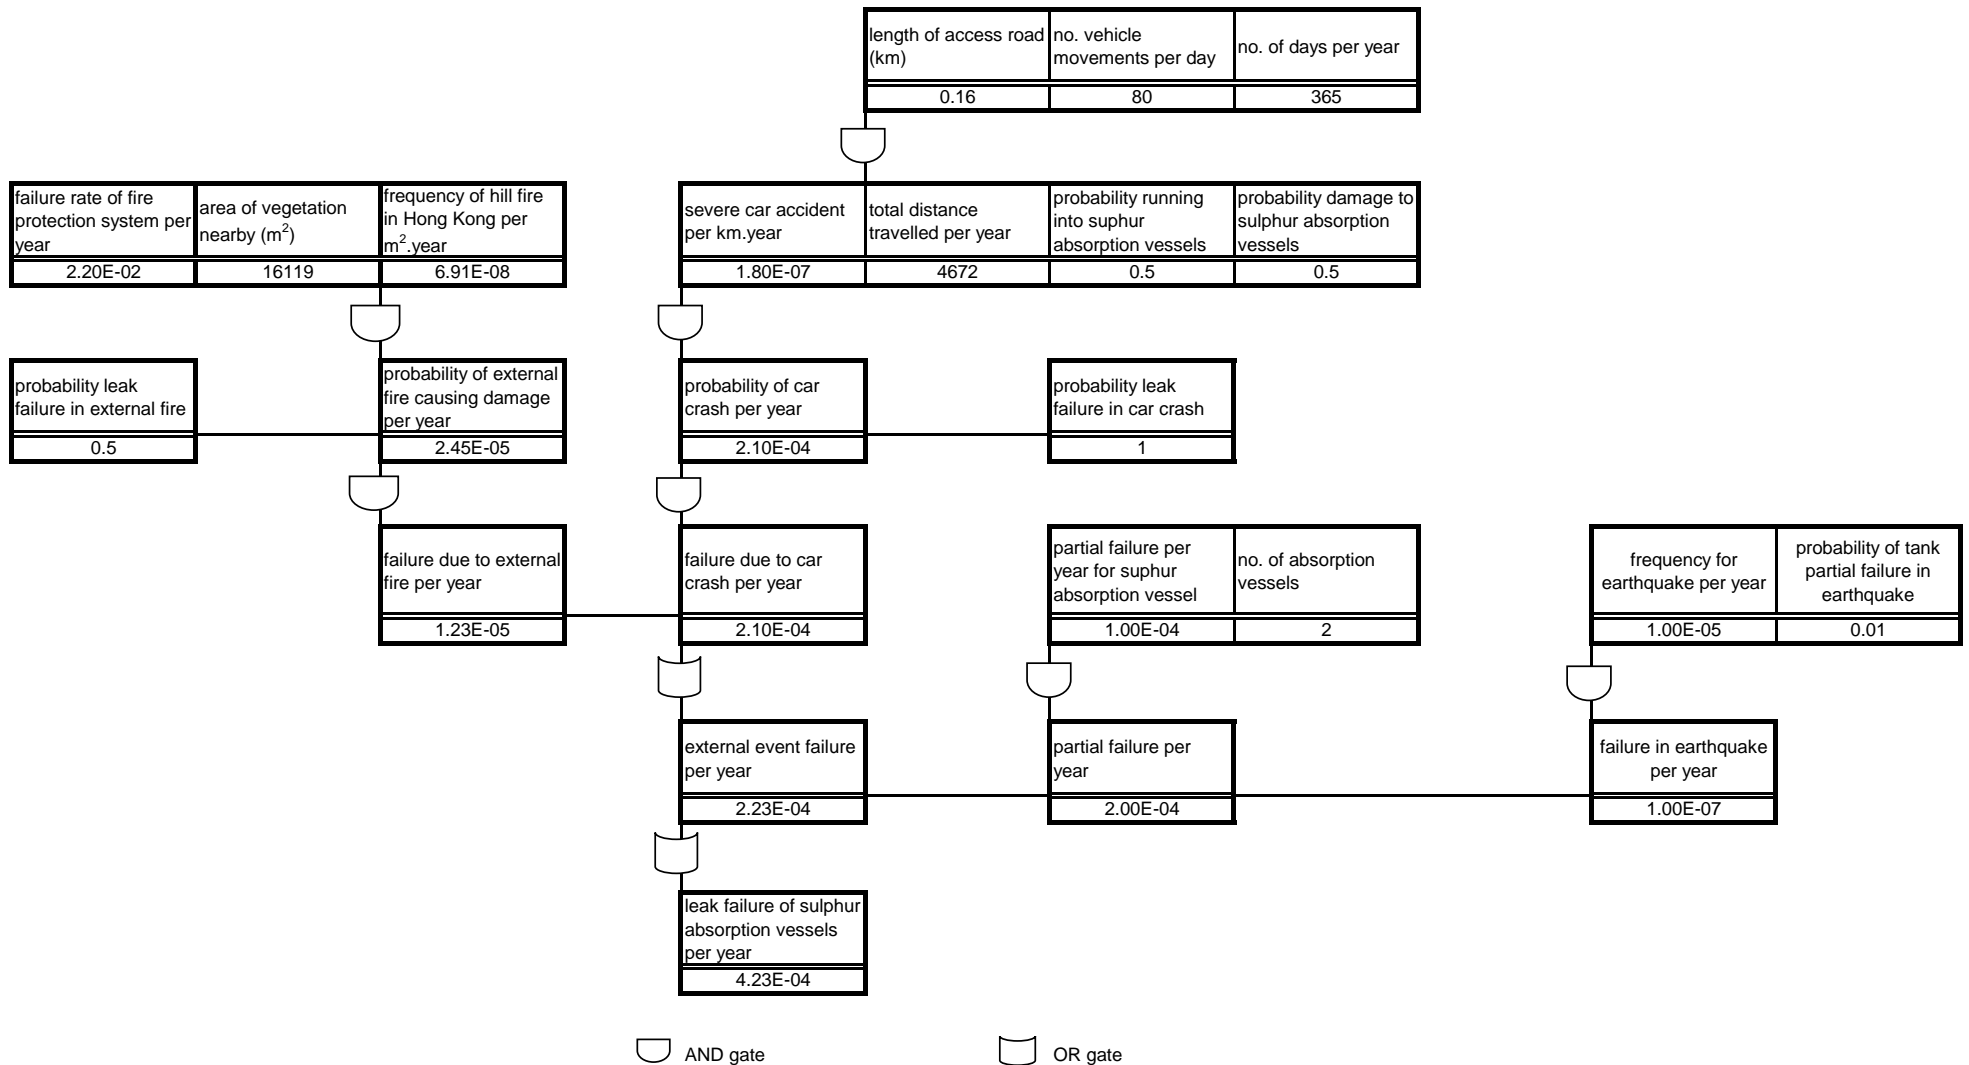 length of access road
(km)
no. vehicle
movements per day
no. of days per year
0.16
80
365
failure rate of fire
protection system per
year
area of vegetation
nearby (m²)
frequency of hill fire
in Hong Kong per
m².year
2.20E-02
16119
6.91E-08
severe car accident
per km.year
total distance
travelled per year
probability running
into suphur
absorption vessels
probability damage to
sulphur absorption
vessels
1.80E-07
4672
0.5
0.5
probability leak
failure in external fire
0.5
probability of external
fire causing damage
per year
2.45E-05
probability of car
crash per year
2.10E-04
probability leak
failure in car crash
1
failure due to external
fire per year
1.23E-05
failure due to car
crash per year
2.10E-04
partial failure per
year for suphur
absorption vessel
no. of absorption
vessels
1.00E-04
2
frequency for
earthquake per year
probability of tank
partial failure in
earthquake
1.00E-05
0.01
external event failure
per year
2.23E-04
partial failure per
year
2.00E-04
failure in earthquake
per year
1.00E-07
leak failure of sulphur
absorption vessels
per year
4.23E-04
AND gate
OR gate